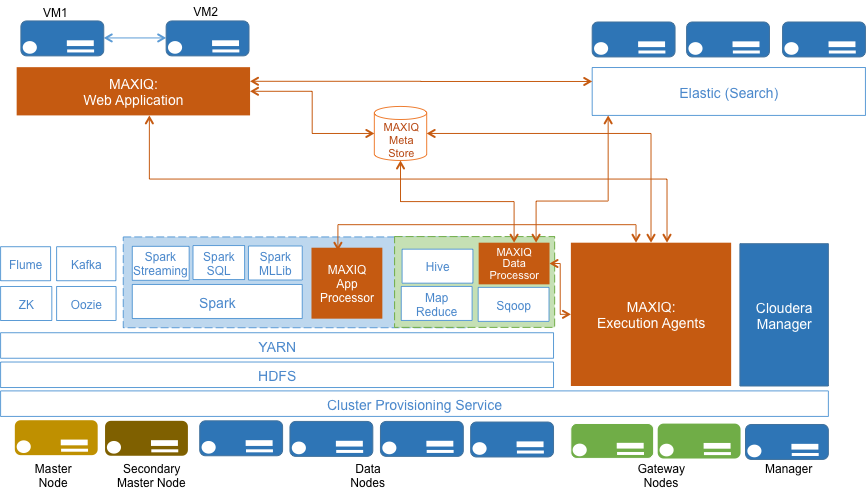 VM1
VM2
MAXIQ:
Web Application
Elastic (Search)
MAXIQ
Meta
Store
Flume
Kafka
Spark
Streaming
Spark
SQL
Spark
MLLib
MAXIQ
App
Processor
Hive
MAXIQ
Data
Processor
ZK
Oozie
Spark
Map
Reduce
Sqoop
MAXIQ:
Execution Agents
Cloudera
Manager
YARN
HDFS
Cluster Provisioning Service
Master
Node
Secondary
Master Node
Data
Nodes
Gateway
Nodes
Manager